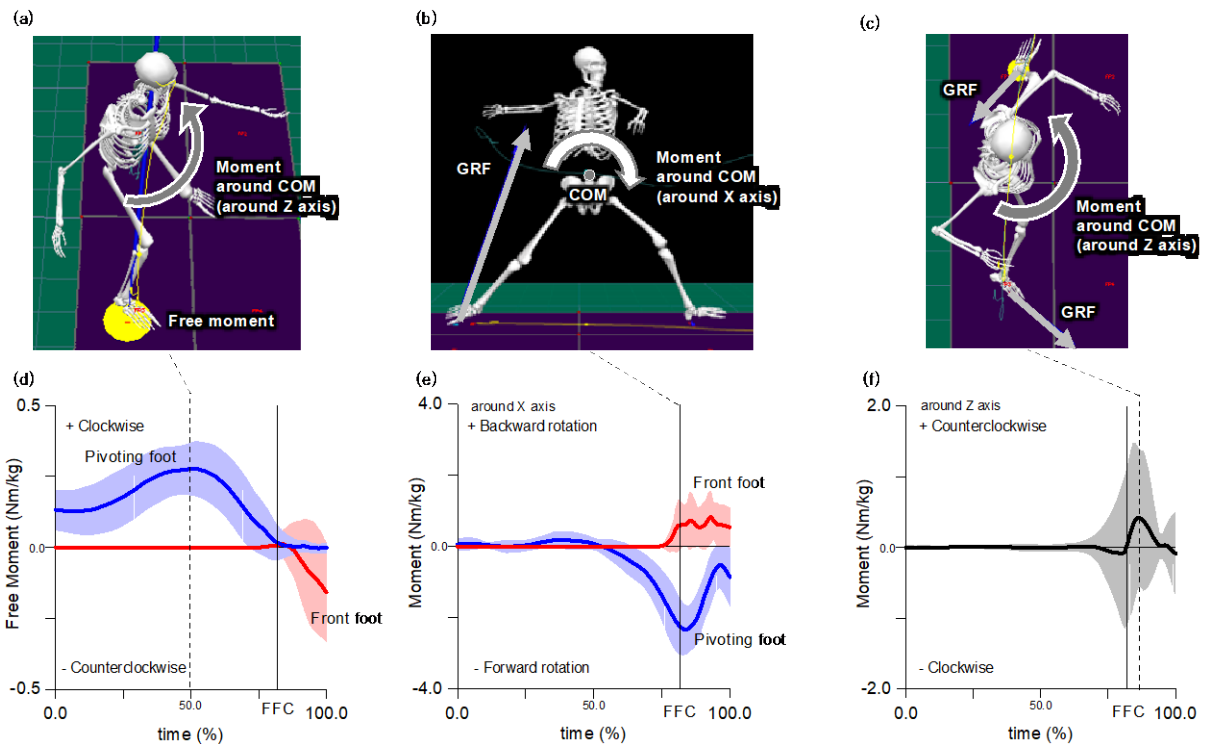 (a)
(b)
(c)
Moment
around COM
(around Z axis)
Free moment
GRF
COM
Moment
around COM
(around X axis)
GRF
Moment
around COM
(around Z axis)
GRF
(d)
(e)
(f)
Free Moment (Nm/kg)
0.5
0.0
-0.5
+ Clockwise
Pivoting foot
Front foot
- Counterclockwise
0.0
50.0
FFC
100.0
time (%)
Moment (Nm/kg)
4.0
0.0
-4.0
around X axis
+ Backward rotation
Front foot
Pivoting foot
- Forward rotation
0.0
50.0
FFC
100.0
time (%)
Moment (Nm/kg)
2.0
0.0
-2.0
around Z axis
+ Counterclockwise
- Clockwise
0.0
50.0
FFC
100.0
time (%)